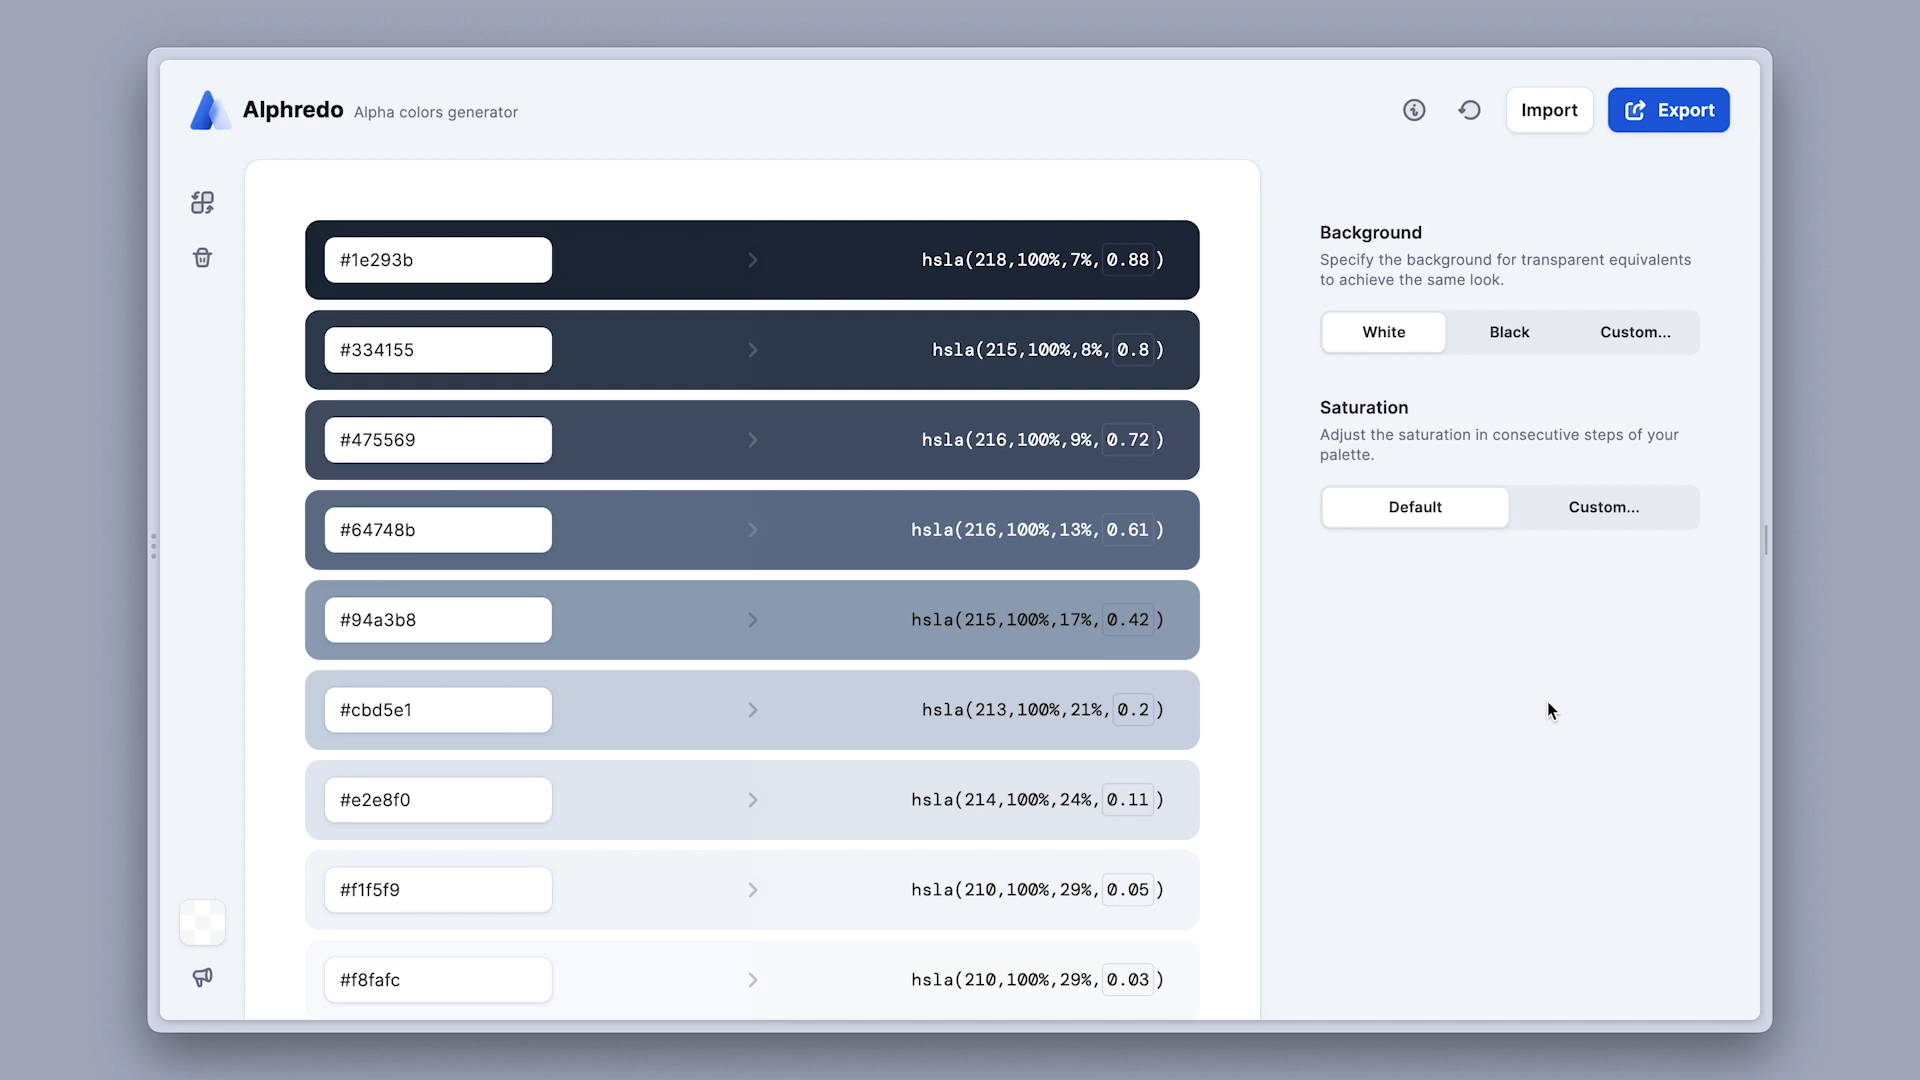 Alphredo Alpha colors generator
Import
Export
#1e293b
hsla(218,100%,7%,0.88)
#334155
hsla(215,100%,8%,0.8)
#475569
hsla(216,100%,9%,0.72)
#64748b
hsla(216,100%,13%,0.61)
#94a3b8
hsla(215,100%,17%,0.42)
#cbd5e1
hsla(213,100%,21%,0.2)
#e2e8f0
hsla(214,100%,24%,0.11)
#f1f5f9
hsla(210,100%,29%,0.05)
#f8fafc
hsla(210,100%,29%,0.03)
Background
Specify the background for transparent equivalents
to achieve the same look.
White
Black
Custom...
Saturation
Adjust the saturation in consecutive steps of your
palette.
Default
Custom...